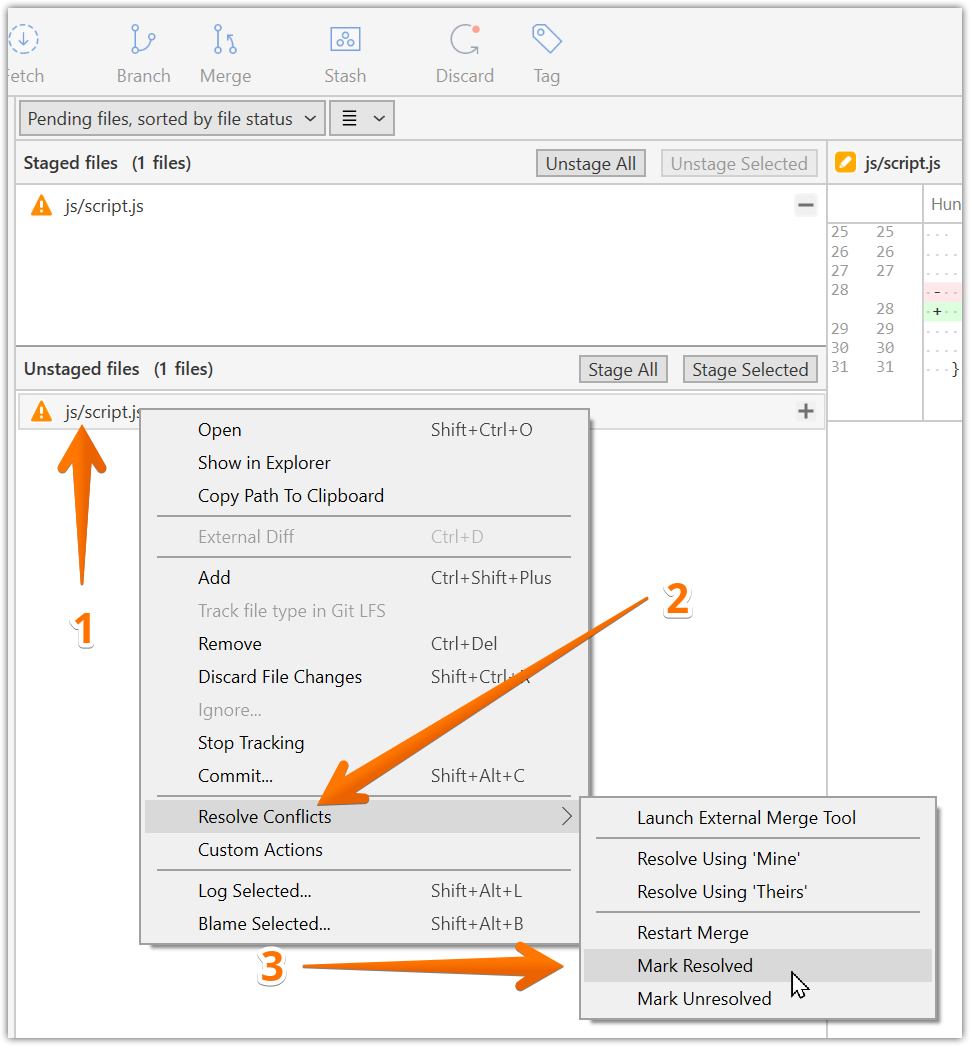 Fetch Branch Merge Stash Discard Tag
Pending files, sorted by file status
Staged files (1 files) Unstage All Unstage Selected
js/script.js
js/script.js
Hun
25 25
26 26
27 27
28 -
28 +
29 29
30 30
31 31 }
Unstaged files (1 files) Stage All Stage Selected
js/script.js
1
Open Shift+Ctrl+O
Show in Explorer
Copy Path To Clipboard
External Diff Ctrl+D
Add Ctrl+Shift+Plus
Track file type in Git LFS
Remove Ctrl+Del
Discard File Changes Shift+Ctrl+R
Ignore...
Stop Tracking
Commit... Shift+Alt+C
Resolve Conflicts
Custom Actions
Log Selected... Shift+Alt+L
Blame Selected... Shift+Alt+B
2
3
Launch External Merge Tool
Resolve Using 'Mine'
Resolve Using 'Theirs'
Restart Merge
Mark Resolved
Mark Unresolved